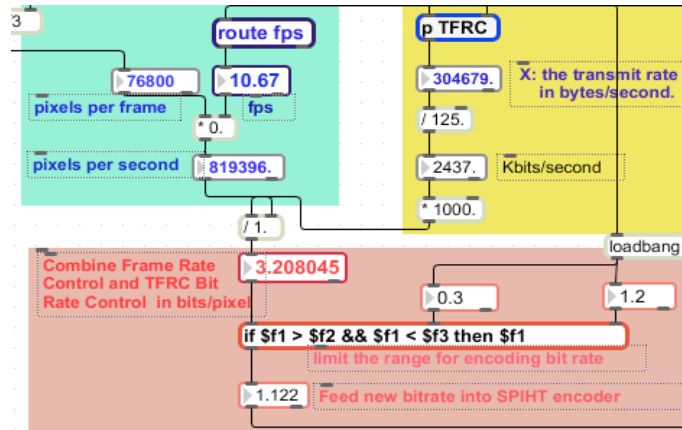 /3
route fps
p TFRC
76800
10.67
304679.
X: the transmit rate
in bytes/second.
pixels per frame
fps
* 0.
/ 125.
pixels per second
819396.
2437.
Kbits/second
* 1000.
/ 1.
loadbang
Combine Frame Rate
Control and TFRC Bit
Rate Control in bits/pixel
3.208045
0.3
1.2
if $f1 > $f2 && $f1 < $f3 then $f1
limit the range for encoding bit rate
1.122
Feed new bitrate into SPIHT encoder